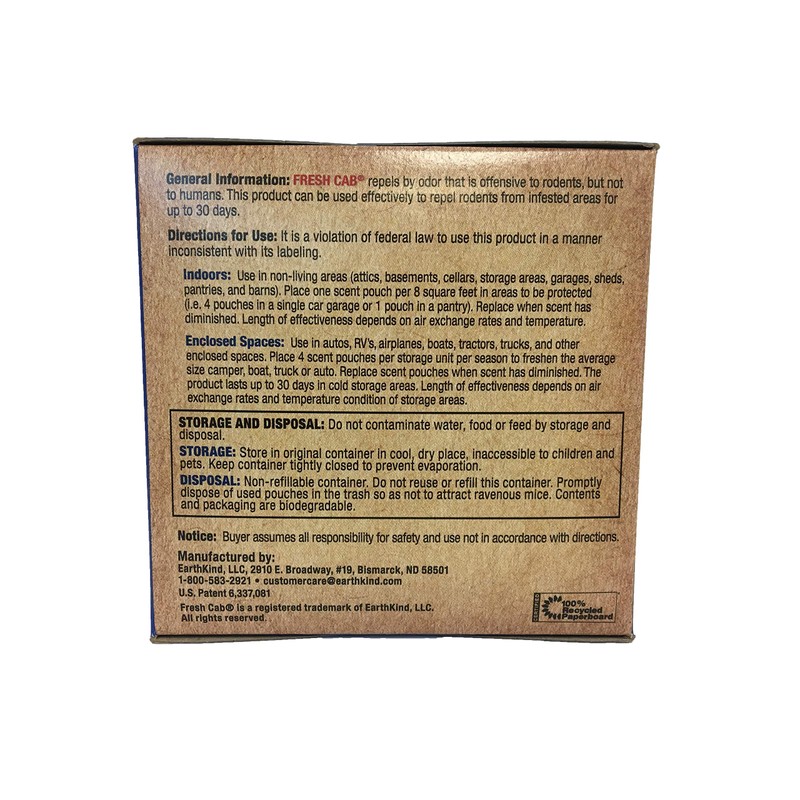 General Information: FRESH CAB® repels by odor that is offensive to rodents, but not
to humans. This product can be used effectively to repel rodents from infested areas for
up to 30 days.
Directions for Use: It is a violation of federal law to use this product in a manner
inconsistent with its labeling.
Indoors: Use in non-living areas (attics, basements, cellars, storage areas, garages, sheds,
pantries, and barns). Place one scent pouch per 8 square feet in areas to be protected
(i.e. 4 pouches in a single car garage or 1 pouch in a pantry). Replace when scent has
diminished. Length of effectiveness depends on air exchange rates and temperature.
Enclosed Spaces: Use in autos, RV's, airplanes, boats, tractors, trucks, and other
enclosed spaces. Place 4 scent pouches per storage unit per season to freshen the average
size camper, boat, truck or auto. Replace scent pouches when scent has diminished. The
product lasts up to 30 days in cold storage areas. Length of effectiveness depends on air
exchange rates and temperature condition of storage areas.
STORAGE AND DISPOSAL: Do not contaminate water, food or feed by storage and
disposal.
STORAGE: Store in original container in cool, dry place, inaccessible to children and
pets. Keep container tightly closed to prevent evaporation.
DISPOSAL: Non-refillable container. Do not reuse or refill this container. Promptly
dispose of used pouches in the trash so as not to attract ravenous mice. Contents
and packaging are biodegradable.
Notice: Buyer assumes all responsibility for safety and use not in accordance with directions.
Manufactured by:
EarthKind, LLC, 2910 E. Broadway, #19, Bismarck, ND 58501
1-800-583-2921 • customercare@earthkind.com
U.S. Patent 6,337,081
Fresh Cab® is a registered trademark of EarthKind, LLC.
All rights reserved.
CERTIFIED
100%
Recycled
Paperboard